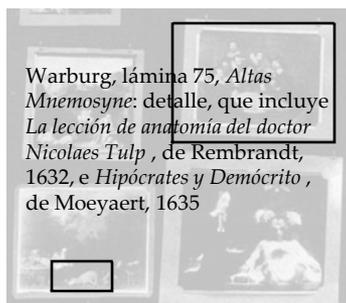 Warburg, lámina 75, Altas
Mnemosyne: detalle, que incluye
La lección de anatomía del doctor
Nicolaes Tulp , de Rembrandt,
1632, e Hipócrates y Demócrito ,
de Moeyaert, 1635